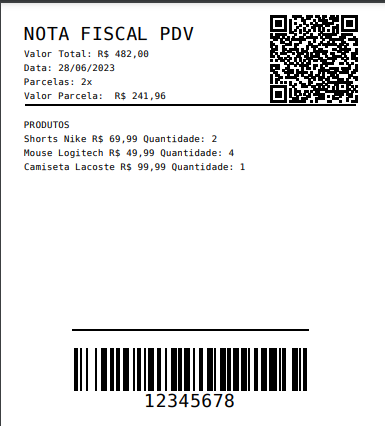 NOTA FISCAL PDV
Valor Total: R$ 482,00
Data: 28/06/2023
Parcelas: 2x
Valor Parcela:  R$ 241,96
PRODUTOS
Shorts Nike R$ 69,99 Quantidade: 2
Mouse Logitech R$ 49,99 Quantidade: 4
Camiseta Lacoste R$ 99,99 Quantidade: 1
12345678